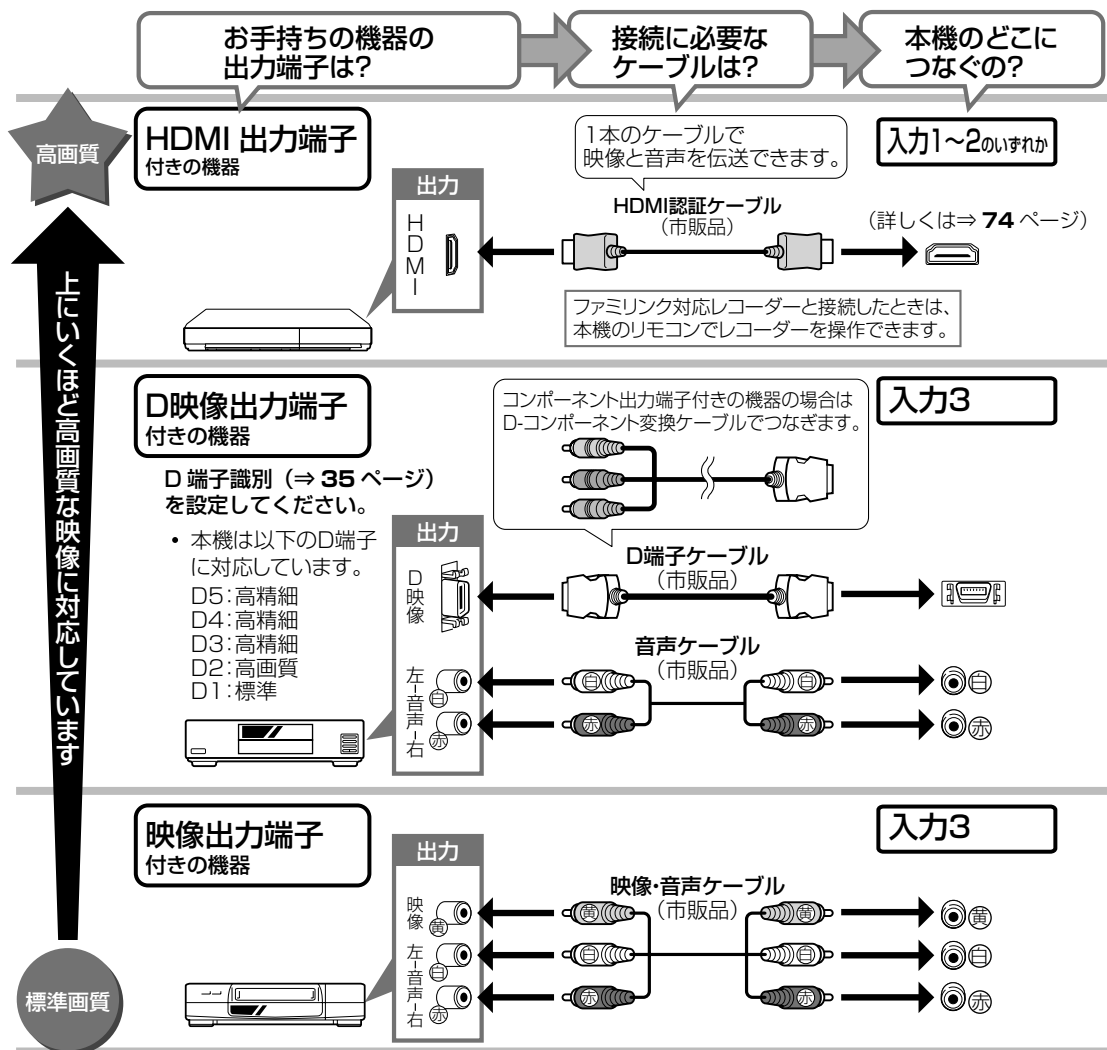 お手持ちの機器の
出力端子は?
接続に必要な
ケーブルは?
本機のどこに
つなぐの?
高画質
上にいくほど高画質な映像に対応しています
標準画質
HDMI 出力端子
付きの機器
出力
HDMI
1本のケーブルで
映像と音声を伝送できます。
HDMI認証ケーブル
(市販品)
ファミリンク対応レコーダーと接続したときは、
本機のリモコンでレコーダーを操作できます。
入力1~2のいずれか
(詳しくは⇒ 74 ページ)
D映像出力端子
付きの機器
D 端子識別(⇒ 35 ページ)
を設定してください。
• 本機は以下のD端子
に対応しています。
D5:高精細
D4:高精細
D3:高精細
D2:高画質
D1:標準
出力
D映像
左-音声-右
白
赤
コンポーネント出力端子付きの機器の場合は
D-コンポーネント変換ケーブルでつなぎます。
D端子ケーブル
(市販品)
音声ケーブル
(市販品)
白 白
赤 赤
入力3
白
赤
映像出力端子
付きの機器
出力
映像
黄
左-音声-右
白
赤
映像・音声ケーブル
(市販品)
黄 黄
白 白
赤 赤
入力3
黄
白
赤